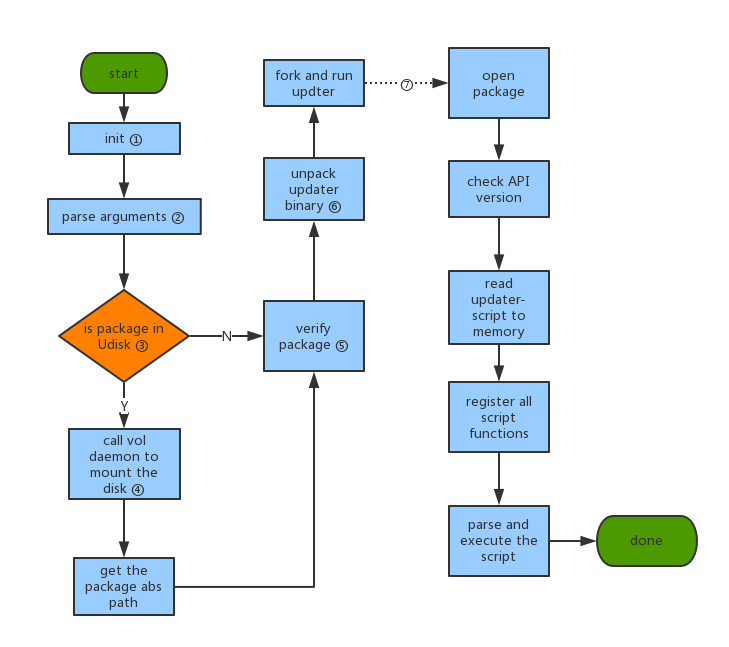 start
init ①
parse arguments ②
is package in
Udisk ③
N
Y
call vol
daemon to
mount the
disk ④
get the
package abs
path
verify
package ⑤
unpack
updater
binary ⑥
fork and run
updter
⑦
open
package
check API
version
read
updater-
script to
memory
register all
script
functions
parse and
execute the
script
done